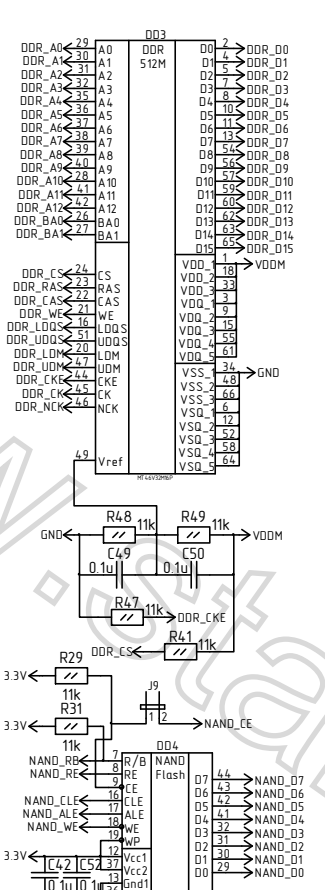 DD3
DDR_A0 29 A0 DDR D0 2 DDR_D0
DDR_A1 30 A1 512M D1 4 DDR_D1
DDR_A2 31 A2 D2 5 DDR_D2
DDR_A3 32 A3 D3 7 DDR_D3
DDR_A4 35 A4 D4 8 DDR_D4
DDR_A5 36 A5 D5 10 DDR_D5
DDR_A6 37 A6 D6 11 DDR_D6
DDR_A7 38 A7 D7 13 DDR_D7
DDR_A8 39 A8 D8 54 DDR_D8
DDR_A9 40 A9 D9 56 DDR_D9
DDR_A10 28 A10 D10 57 DDR_D10
DDR_A11 41 A11 D11 59 DDR_D11
DDR_A12 42 A12 D12 60 DDR_D12
DDR_BA0 26 BA0 D13 62 DDR_D13
DDR_BA1 27 BA1 D14 63 DDR_D14
D15 65 DDR_D15
VDD_1 1 VDDM
DDR_CS 24 CS VDD_2 18
DDR_RAS 23 RAS VDD_3 33
DDR_CAS 22 CAS VDQ_1 3
DDR_WE 21 WE VDQ_2 9
DDR_LDQS 16 LDQS VDQ_3 15
DDR_UDQS 51 UDQS VDQ_4 55
DDR_LDM 20 LDM VDQ_5 61
DDR_UDM 47 UDM VSS_1 34 GND
DDR_CKE 44 CKE VSS_2 48
DDR_CK 45 CK VSS_3 66
DDR_NCK 46 NCK VSQ_1 6
VSQ_2 12
VSQ_3 52
VSQ_4 58
49 Vref VSQ_5 64
MT46V32M16P
R48 11k R49 11k
GND VDDM
C49 C50
0.1u 0.1u
R47 11k DDR_CKE
R41 11k
DDR_CS
R29
3.3V
11k
J9
R31 1 2
3.3V NAND_CE
11k DD4
NAND_RB 7 R/B NAND
NAND_RE 8 RE Flash D7 44 NAND_D7
9 CE D6 43 NAND_D6
NAND_CLE 16 CLE D5 42 NAND_D5
NAND_ALE 17 ALE D4 41 NAND_D4
NAND_WE 18 WE D3 32 NAND_D3
19 WP D2 31 NAND_D2
3.3V 12 Vcc1 D1 30 NAND_D1
C42 C52 37 Vcc2 D0 29 NAND_D0
0.1u 0.1u 13 Gnd1